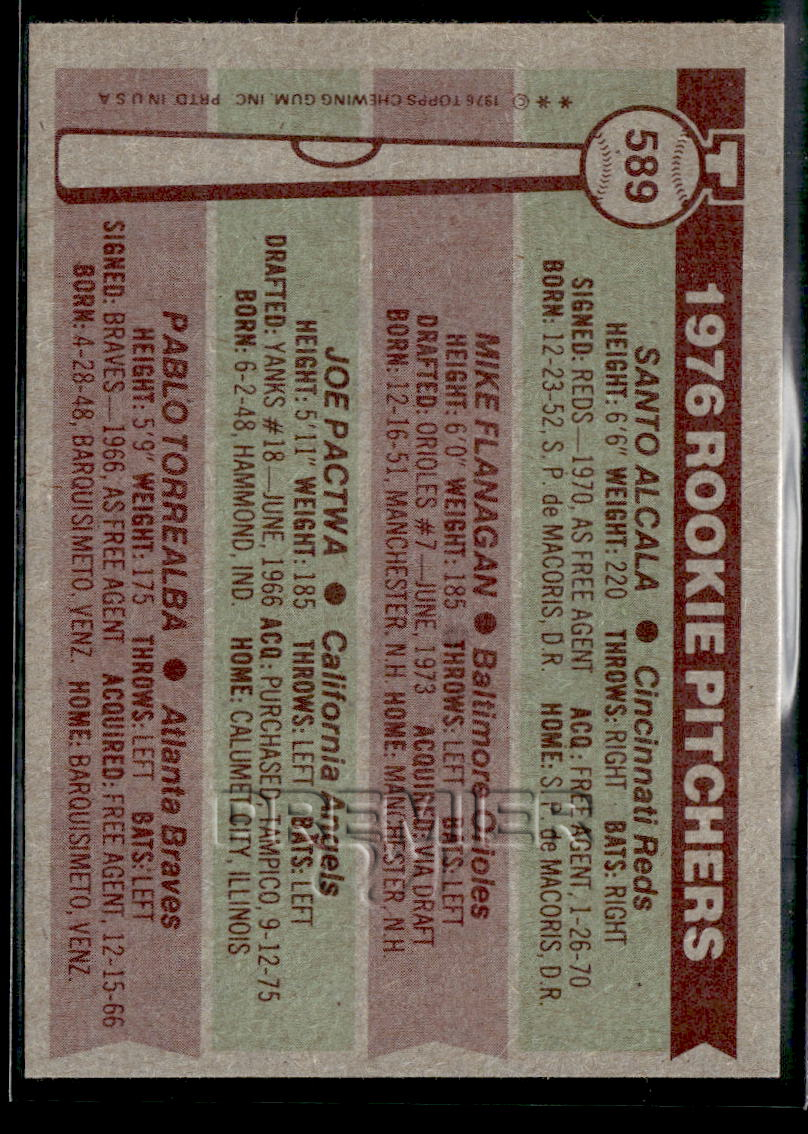 589
1976 ROOKIE PITCHERS
SANTO ALCALA ● Cincinnati Reds
HEIGHT: 6'6" WEIGHT: 220 THROWS: RIGHT BATS: RIGHT
SIGNED: REDS—1970, AS FREE AGENT ACQ: FREE AGENT, 1-26-70
BORN: 12-23-52, S. P. de MACORIS, D.R. HOME: S. P. de MACORIS, D.R.
MIKE FLANAGAN ● Baltimore Orioles
HEIGHT: 6'0" WEIGHT: 185 THROWS: LEFT BATS: LEFT
DRAFTED: ORIOLES #7—JUNE, 1973 ACQUIRED: VIA DRAFT
BORN: 12-16-51, MANCHESTER, N.H HOME: MANCHESTER, N.H
JOE PACTWA ● California Angels
HEIGHT: 5'11" WEIGHT: 185 THROWS: LEFT BATS: LEFT
DRAFTED: YANKS #18—JUNE, 1966 ACQ: PURCHASED, TAMPICO, 9-12-75
BORN: 6-2-48, HAMMOND, IND. HOME: CALUMET CITY, ILLINOIS
PABLO TORREALBA ● Atlanta Braves
HEIGHT: 5'9" WEIGHT: 175 THROWS: LEFT BATS: LEFT
SIGNED: BRAVES—1966, AS FREE AGENT ACQUIRED: FREE AGENT, 12-15-66
BORN: 4-28-48, BARQUISIMETO, VENZ. HOME: BARQUISIMETO, VENZ.
* * © 1976 TOPPS CHEWING GUM, INC. PRTD. IN U S A
PREMIER